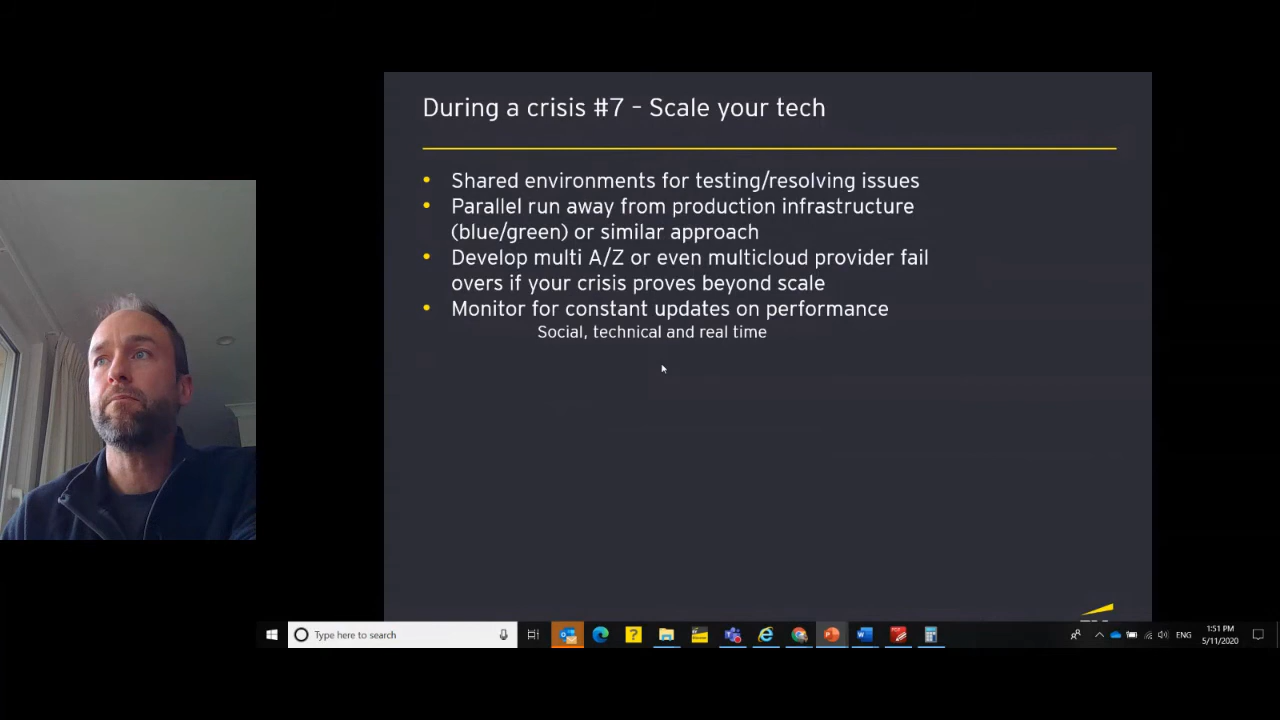 During a crisis #7 – Scale your tech
• Shared environments for testing/resolving issues
• Parallel run away from production infrastructure
(blue/green) or similar approach
• Develop multi A/Z or even multicloud provider fail
overs if your crisis proves beyond scale
• Monitor for constant updates on performance
Social, technical and real time
Type here to search
ENG
1:51 PM
5/11/2020